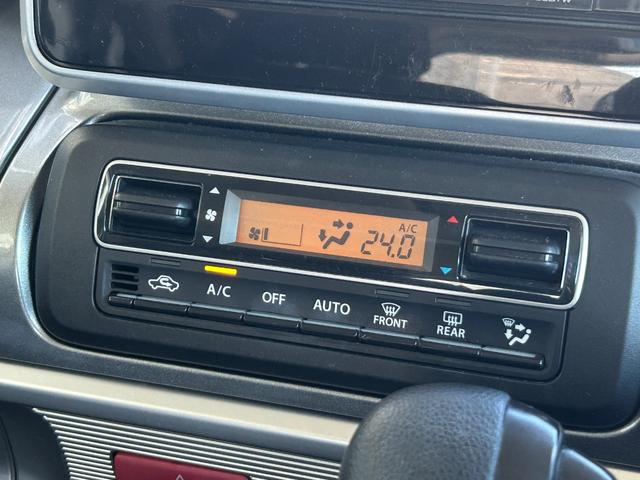 A/C
24.0
A/C
OFF
AUTO
FRONT
REAR